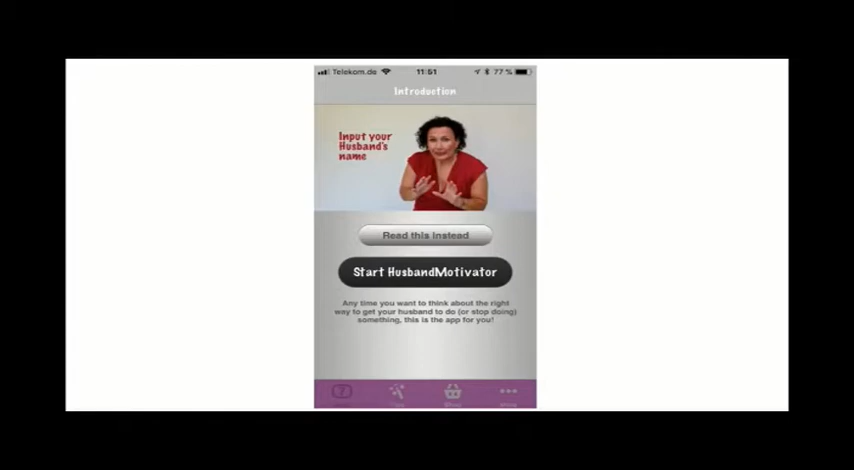 Telekom.de 11:51 77 %
Introduction
Input your
Husband's
name
Read this instead
Start HusbandMotivator
Any time you want to think about the right
way to get your husband to do (or stop doing)
something, this is the app for you!